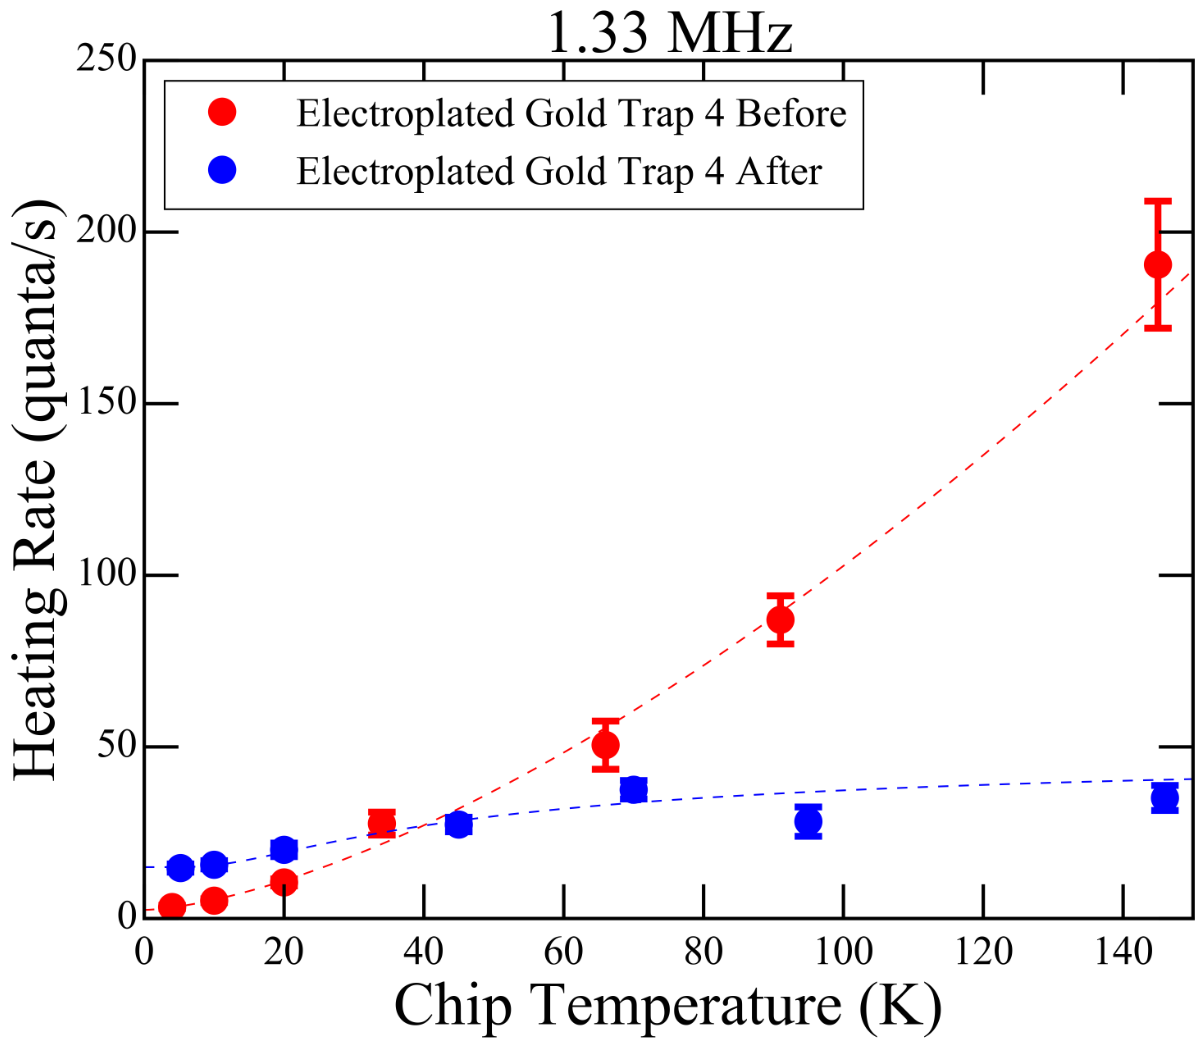 1.33 MHz
Electroplated Gold Trap 4 Before
Electroplated Gold Trap 4 After
Heating Rate (quanta/s)
250
200
150
100
50
0
0 20 40 60 80 100 120 140
Chip Temperature (K)